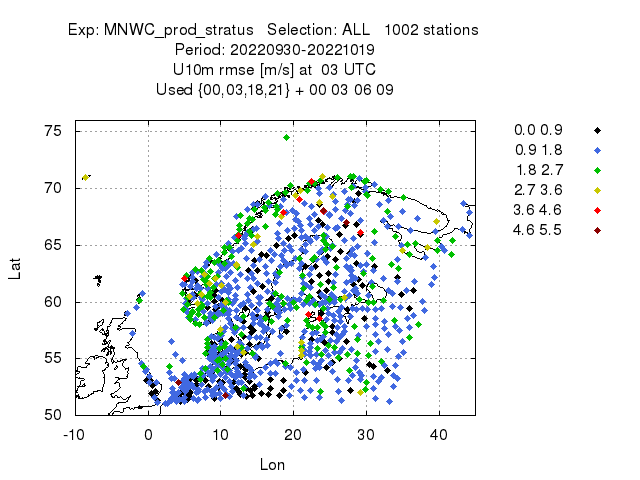 Exp: MNWC_prod_stratus   Selection: ALL   1002 stations
Period: 20220930-20221019
U10m rmse [m/s] at  03 UTC
Used {00,03,18,21} + 00 03 06 09
0.0 0.9
0.9 1.8
1.8 2.7
2.7 3.6
3.6 4.6
4.6 5.5
75
70
65
60
55
50
Lat
-10 0 10 20 30 40
Lon